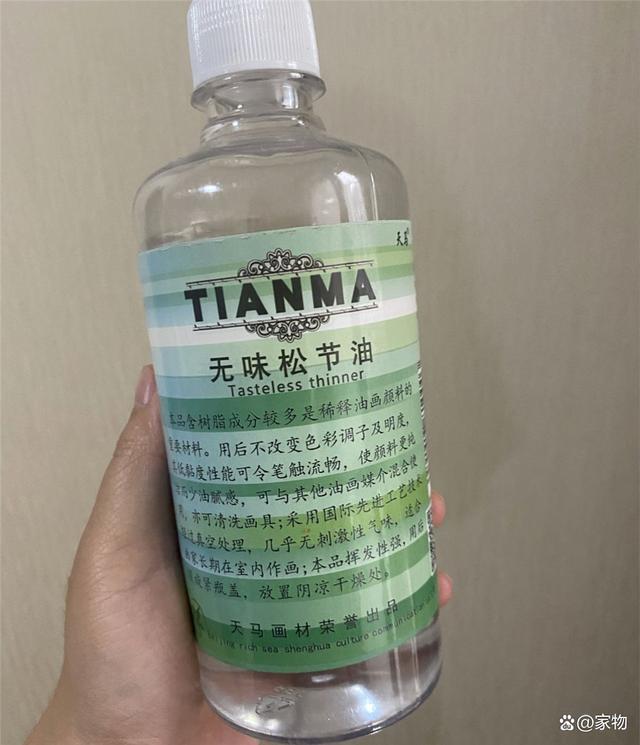 天马
TIANMA
无味松节油
Tasteless thinner
本品含树脂成分较多是稀释油画颜料的
重要材料。用后不改变色彩调子及明度，
其低黏度性能可令笔触流畅，使颜料更纯
而少油腻感，可与其他油画媒介混合使
用，亦可清洗画具；采用国际先进工艺技术
经过真空处理，几乎无刺激性气味，适合
画家长期在室内作画；本品挥发性强，用后
紧瓶盖，放置阴凉干燥处。
天马画材荣誉出品
Beijing rich sea shenghua culture communication
@家物